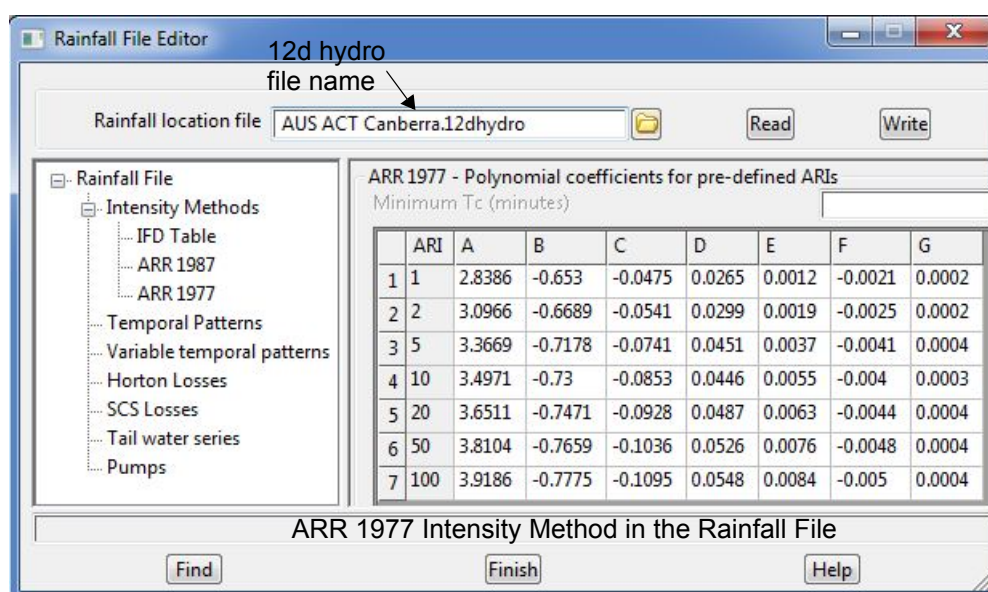 Rainfall File Editor
12d hydro
file name
Rainfall location file AUS ACT Canberra.12dhydro Read Write
Rainfall File
Intensity Methods
IFD Table
ARR 1987
ARR 1977
Temporal Patterns
Variable temporal patterns
Horton Losses
SCS Losses
Tail water series
Pumps
ARR 1977 - Polynomial coefficients for pre-defined ARIs
Minimum Tc (minutes)
ARI A B C D E F G
1 1 2.8386 -0.653 -0.0475 0.0265 0.0012 -0.0021 0.0002
2 2 3.0966 -0.6689 -0.0541 0.0299 0.0019 -0.0025 0.0002
3 5 3.3669 -0.7178 -0.0741 0.0451 0.0037 -0.0041 0.0004
4 10 3.4971 -0.73 -0.0853 0.0446 0.0055 -0.004 0.0003
5 20 3.6511 -0.7471 -0.0928 0.0487 0.0063 -0.0044 0.0004
6 50 3.8104 -0.7659 -0.1036 0.0526 0.0076 -0.0048 0.0004
7 100 3.9186 -0.7775 -0.1095 0.0548 0.0084 -0.005 0.0004
ARR 1977 Intensity Method in the Rainfall File
Find Finish Help